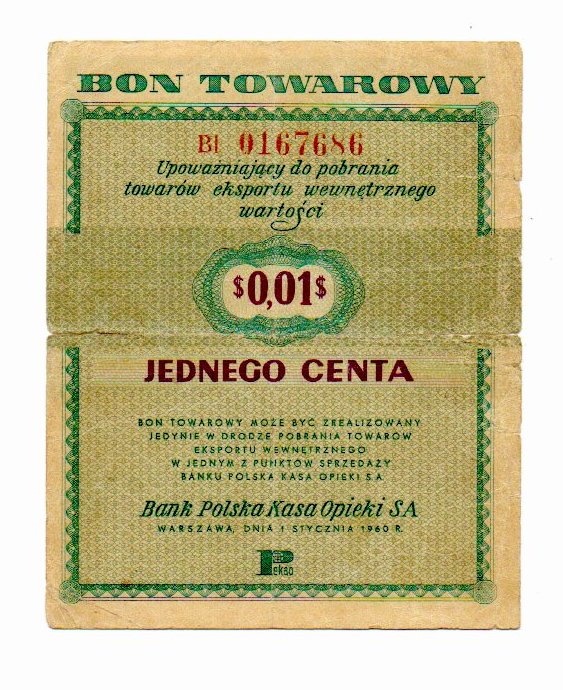 BON TOWAROWY
BI 0167686
Upoważniający do pobrania
towarów eksportu wewnętrznego
wartości
$0,01$
JEDNEGO CENTA
BON TOWAROWY MOŻE BYĆ ZREALIZOWANY
JEDYNIE W DRODZE POBRANIA TOWARÓW
EKSPORTU WEWNĘTRZNEGO
W JEDNYM Z PUNKTÓW SPRZEDAŻY
BANKU POLSKA KASA OPIEKI S.A.
Bank Polska Kasa Opieki SA
WARSZAWA, DNIA 1 STYCZNIA 1960 R.
Pekao